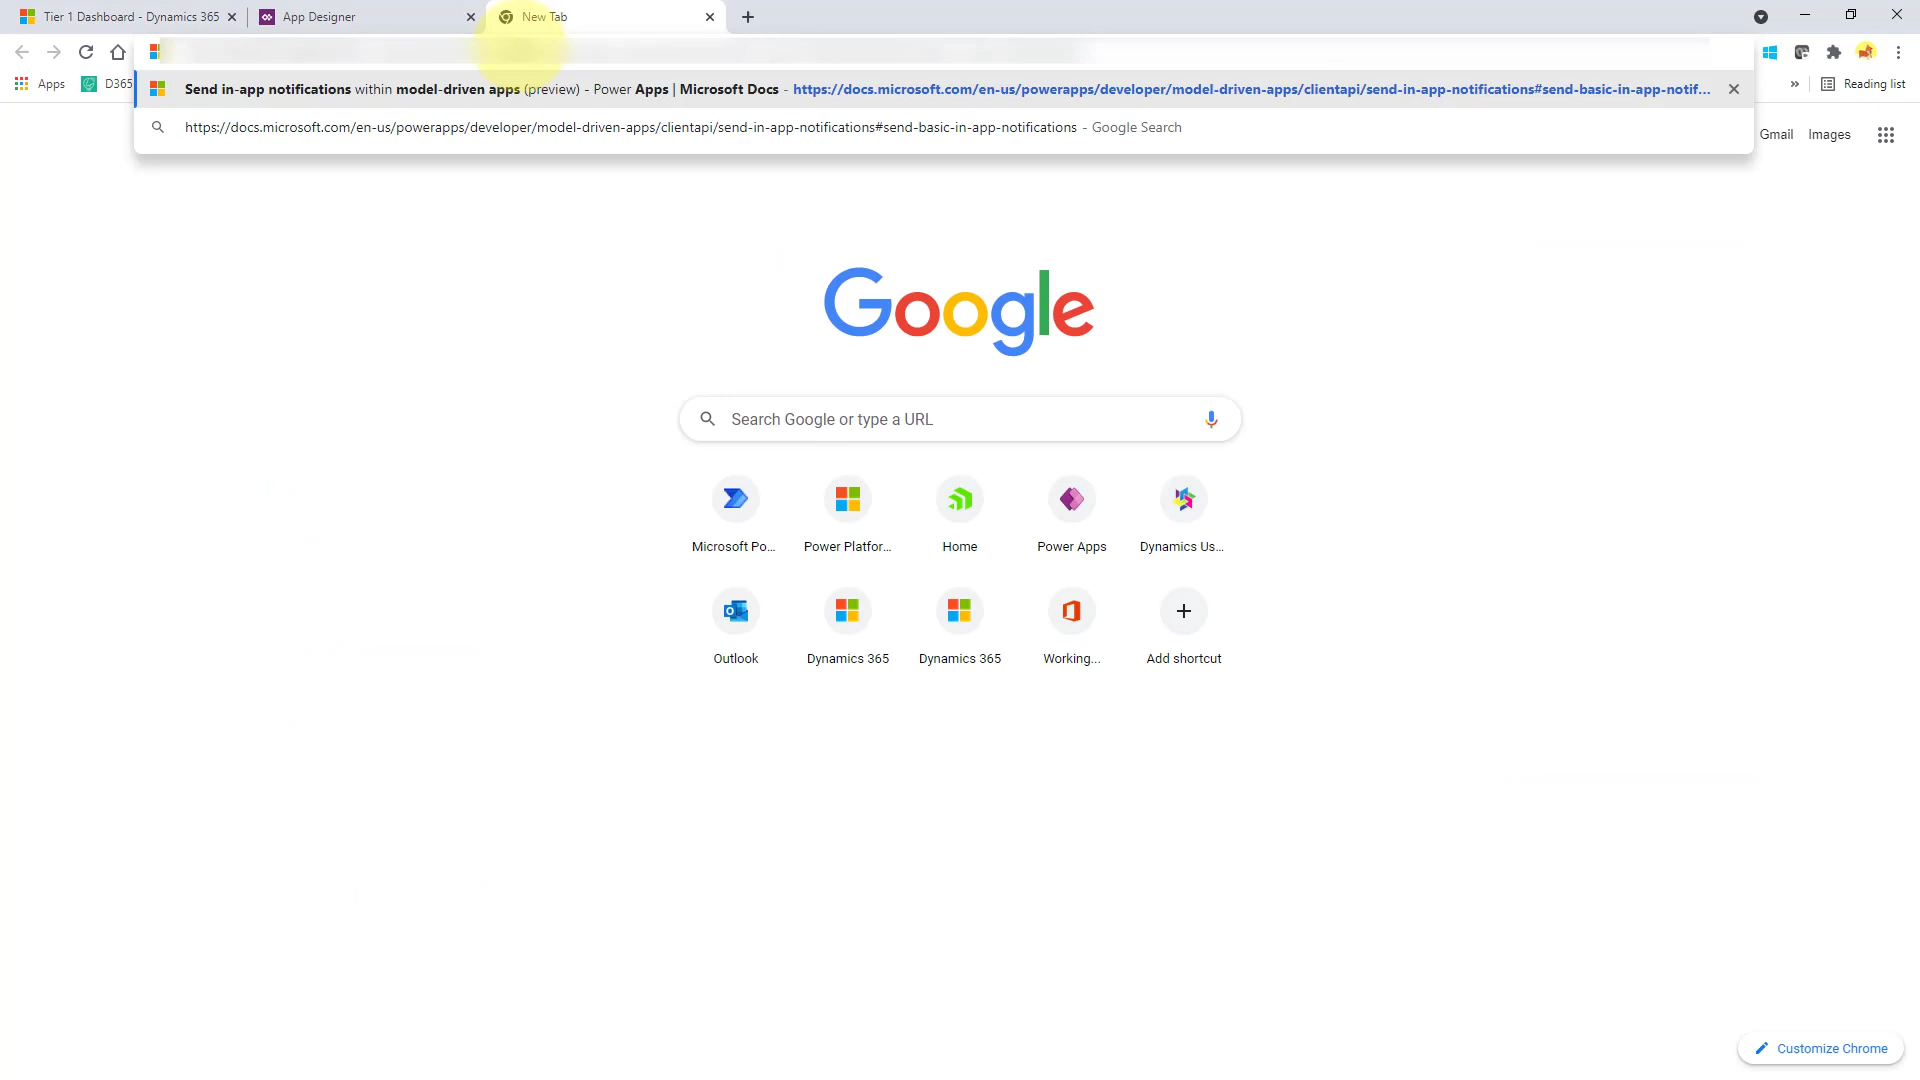 Tier 1 Dashboard - Dynamics 365
App Designer
New Tab
Apps
D365
Reading list
Send in-app notifications within model-driven apps (preview) - Power Apps | Microsoft Docs - https://docs.microsoft.com/en-us/powerapps/developer/model-driven-apps/clientapi/send-in-app-notifications#send-basic-in-app-notif...
https://docs.microsoft.com/en-us/powerapps/developer/model-driven-apps/clientapi/send-in-app-notifications#send-basic-in-app-notifications - Google Search
Gmail Images
Google
Search Google or type a URL
Microsoft Po... Power Platfor... Home Power Apps Dynamics Us...
Outlook Dynamics 365 Dynamics 365 Working... Add shortcut
Customize Chrome